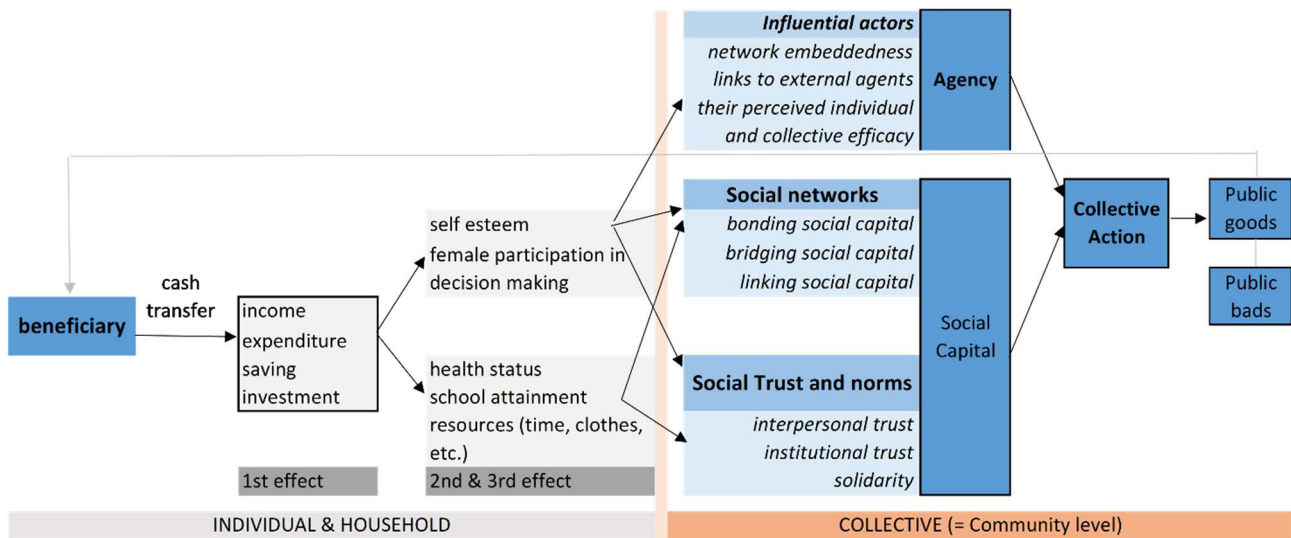 beneficiary
cash
transfer
income
expenditure
saving
investment
1st effect
self esteem
female participation in
decision making
health status
school attainment
resources (time, clothes,
etc.)
2nd & 3rd effect
INDIVIDUAL & HOUSEHOLD
Influential actors
network embeddedness
links to external agents
their perceived individual
and collective efficacy
Agency
Social networks
bonding social capital
bridging social capital
linking social capital
Social Trust and norms
interpersonal trust
institutional trust
solidarity
Social
Capital
Collective
Action
Public
goods
Public
bads
COLLECTIVE (= Community level)